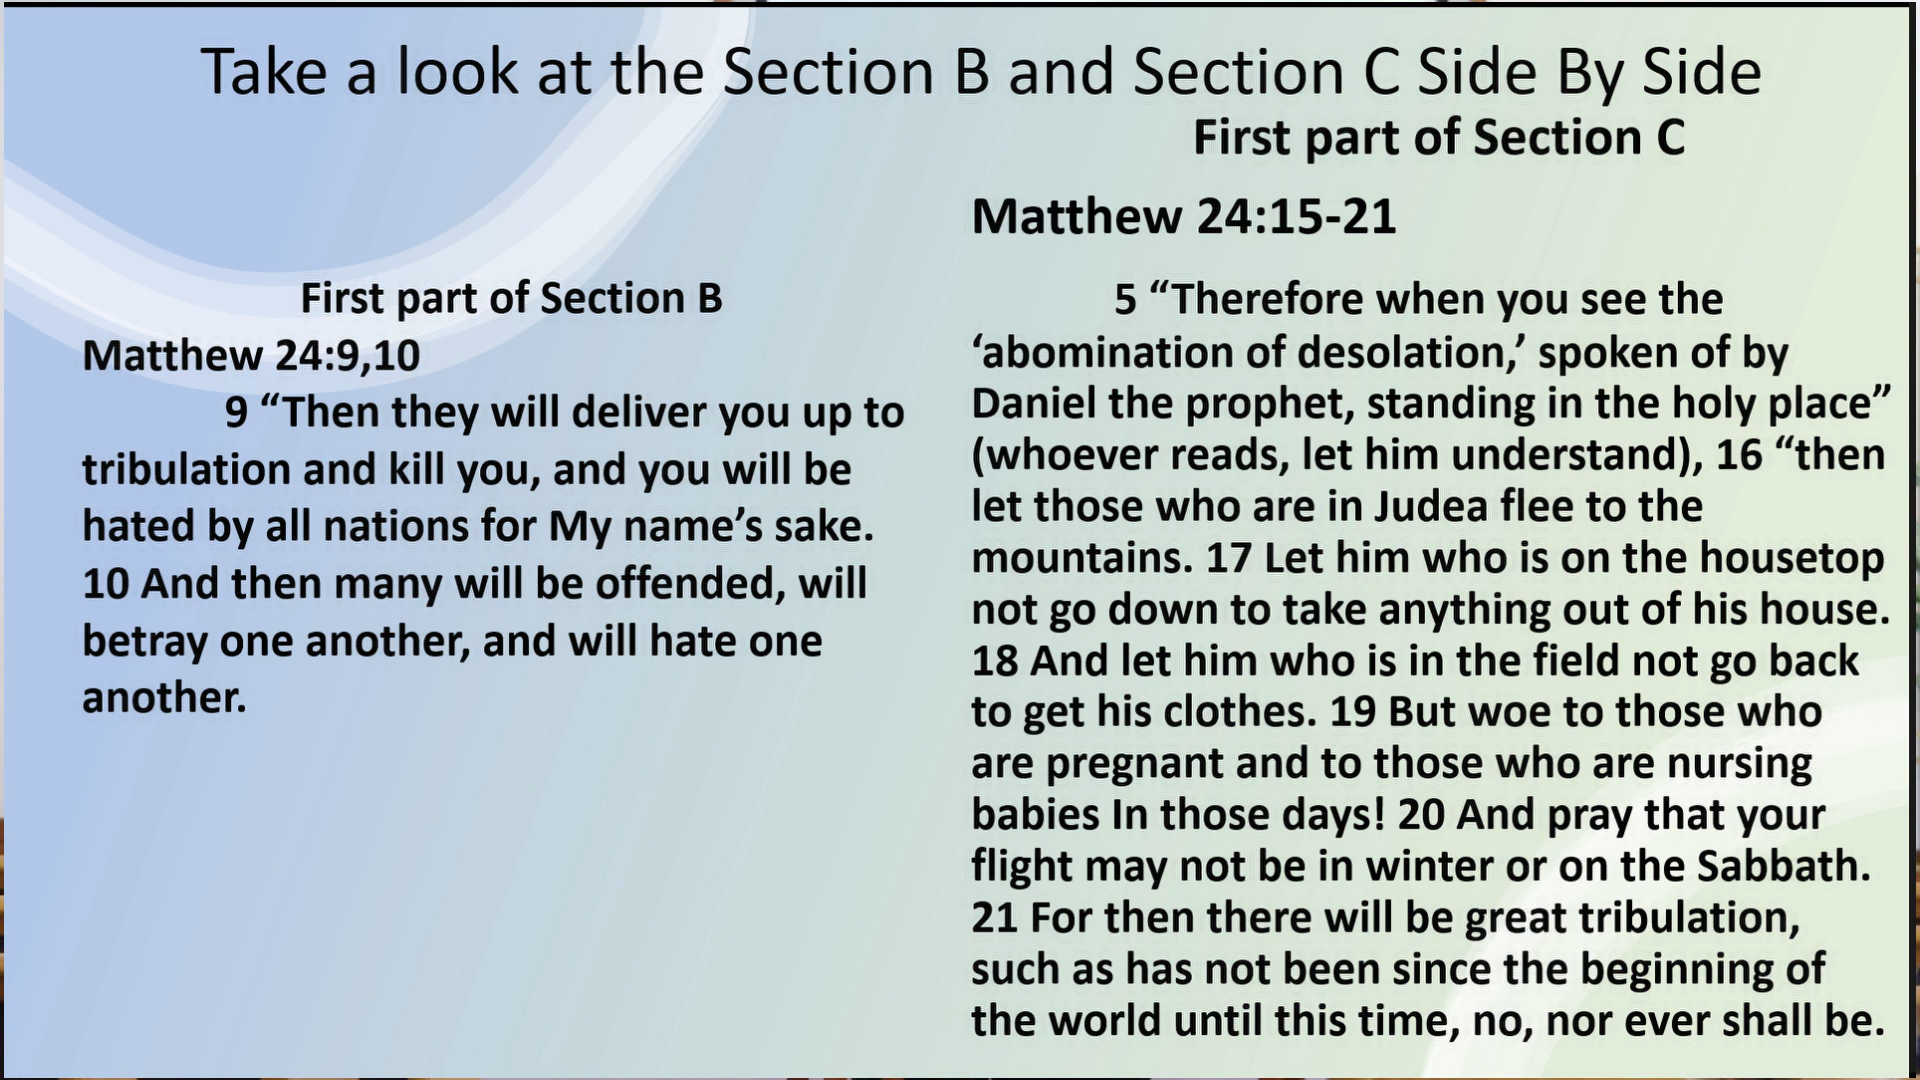 Take a look at the Section B and Section C Side By Side
First part of Section B
Matthew 24:9,10
9 “Then they will deliver you up to
tribulation and kill you, and you will be
hated by all nations for My name’s sake.
10 And then many will be offended, will
betray one another, and will hate one
another.
First part of Section C
Matthew 24:15-21
5 “Therefore when you see the
‘abomination of desolation,’ spoken of by
Daniel the prophet, standing in the holy place”
(whoever reads, let him understand), 16 “then
let those who are in Judea flee to the
mountains. 17 Let him who is on the housetop
not go down to take anything out of his house.
18 And let him who is in the field not go back
to get his clothes. 19 But woe to those who
are pregnant and to those who are nursing
babies In those days! 20 And pray that your
flight may not be in winter or on the Sabbath.
21 For then there will be great tribulation,
such as has not been since the beginning of
the world until this time, no, nor ever shall be.